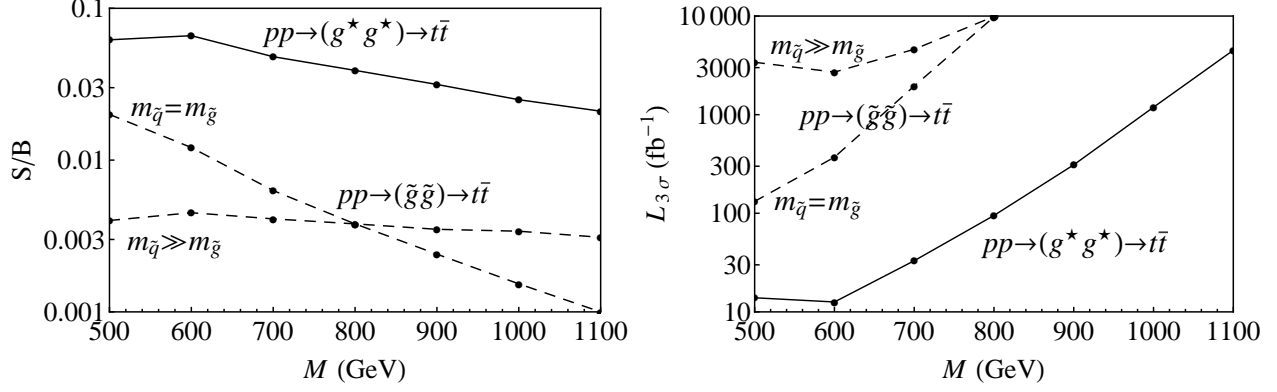 0.1
0.03
0.01
0.003
0.001
S/B
pp→(g★ g★)→tt̄
m_q̃=m_g̃
pp→(g̃g̃)→tt̄
m_q̃≫m_g̃
500 600 700 800 900 1000 1100
M (GeV)
10 000
3000
1000
300
100
30
10
L_3σ (fb⁻¹)
m_q̃≫m_g̃
pp→(g̃g̃)→tt̄
m_q̃=m_g̃
pp→(g★ g★)→tt̄
500 600 700 800 900 1000 1100
M (GeV)